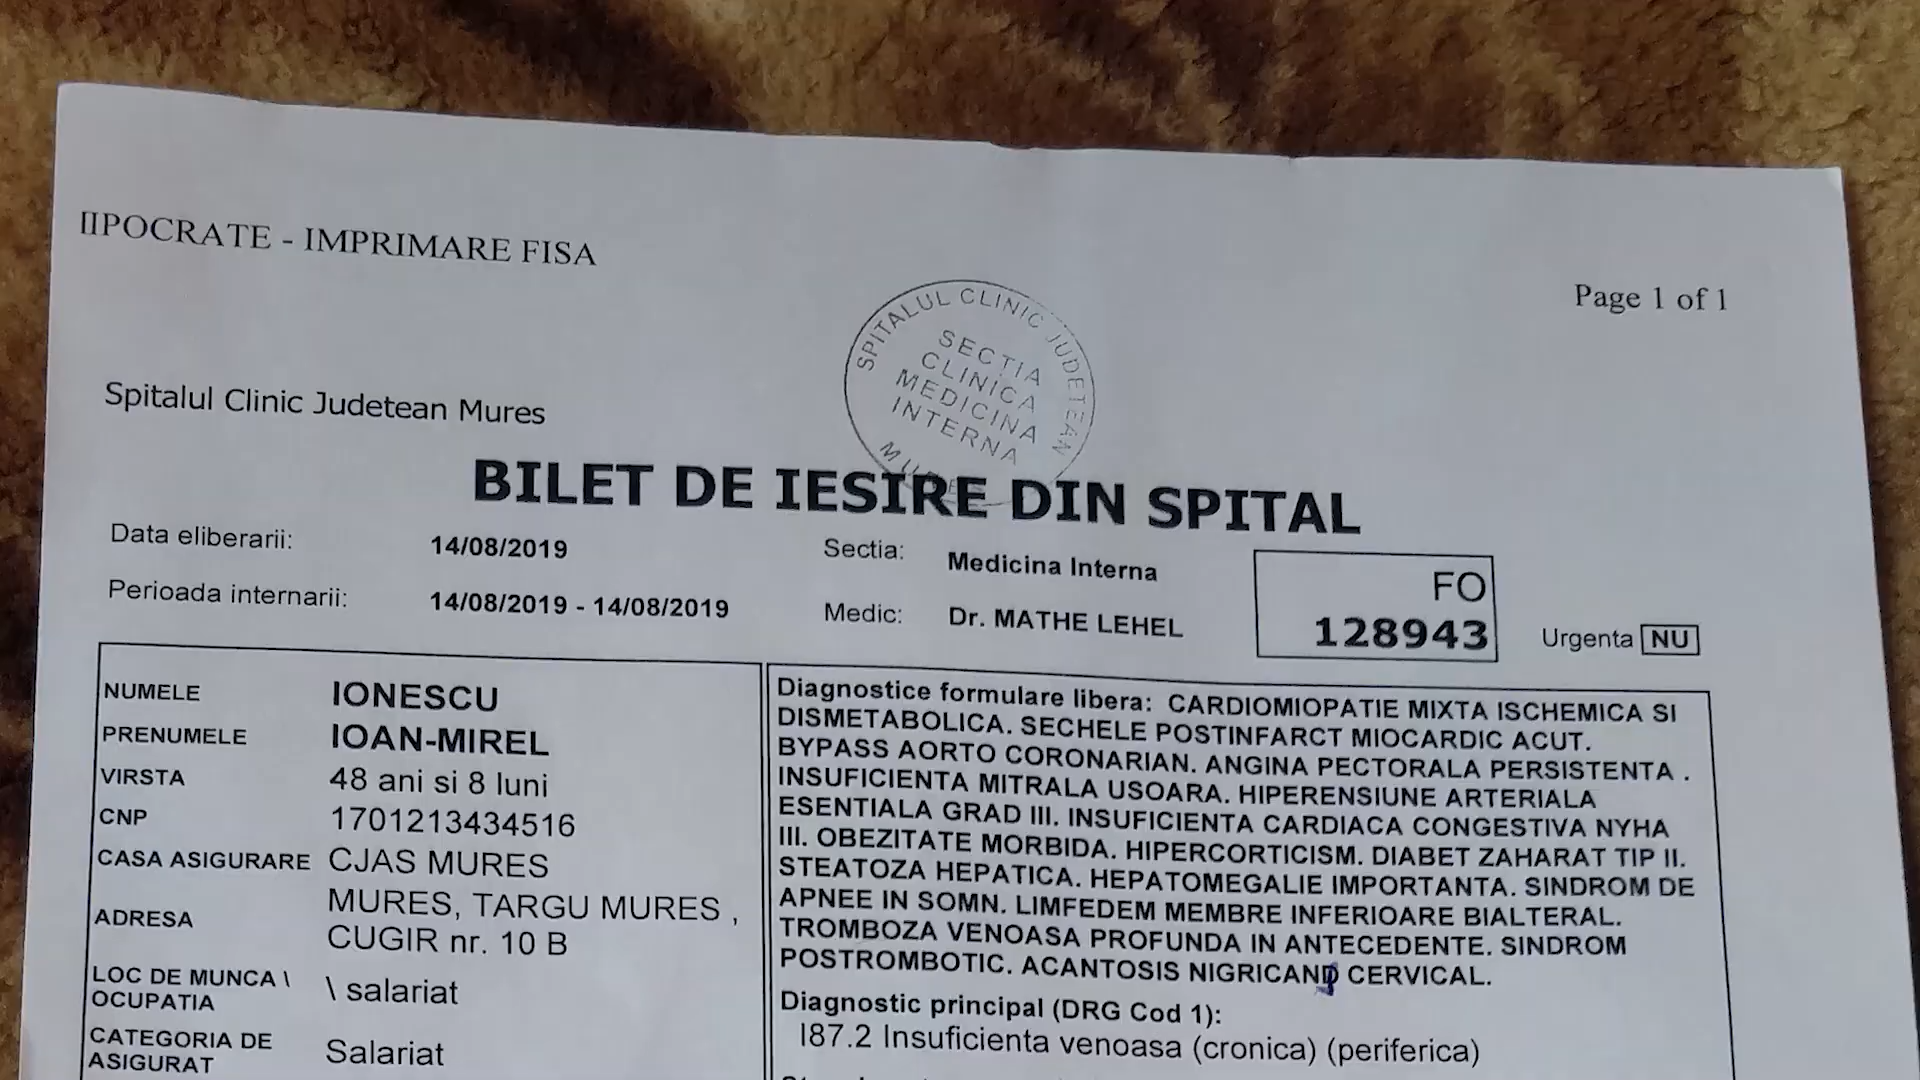 IIPOCRATE - IMPRIMARE FISA
Page 1 of 1
SPITALUL CLINIC JUDETEAN
SECTIA
CLINICA
MEDICINA
INTERNA
Spitalul Clinic Judetean Mures
BILET DE IESIRE DIN SPITAL
Data eliberarii: 14/08/2019
Sectia: Medicina Interna
Perioada internarii: 14/08/2019 - 14/08/2019
Medic: Dr. MATHE LEHEL
FO
128943
Urgenta NU
NUMELE IONESCU
PRENUMELE IOAN-MIREL
VIRSTA 48 ani si 8 luni
CNP 1701213434516
CASA ASIGURARE CJAS MURES
ADRESA MURES, TARGU MURES ,
CUGIR nr. 10 B
LOC DE MUNCA \
OCUPATIA \ salariat
CATEGORIA DE
ASIGURAT Salariat
Diagnostice formulare libera: CARDIOMIOPATIE MIXTA ISCHEMICA SI
DISMETABOLICA. SECHELE POSTINFARCT MIOCARDIC ACUT.
BYPASS AORTO CORONARIAN. ANGINA PECTORALA PERSISTENTA .
INSUFICIENTA MITRALA USOARA. HIPERENSIUNE ARTERIALA
ESENTIALA GRAD III. INSUFICIENTA CARDIACA CONGESTIVA NYHA
III. OBEZITATE MORBIDA. HIPERCORTICISM. DIABET ZAHARAT TIP II.
STEATOZA HEPATICA. HEPATOMEGALIE IMPORTANTA. SINDROM DE
APNEE IN SOMN. LIMFEDEM MEMBRE INFERIOARE BIALTERAL.
TROMBOZA VENOASA PROFUNDA IN ANTECEDENTE. SINDROM
POSTROMBOTIC. ACANTOSIS NIGRICAND CERVICAL.
Diagnostic principal (DRG Cod 1):
I87.2 Insuficienta venoasa (cronica) (periferica)